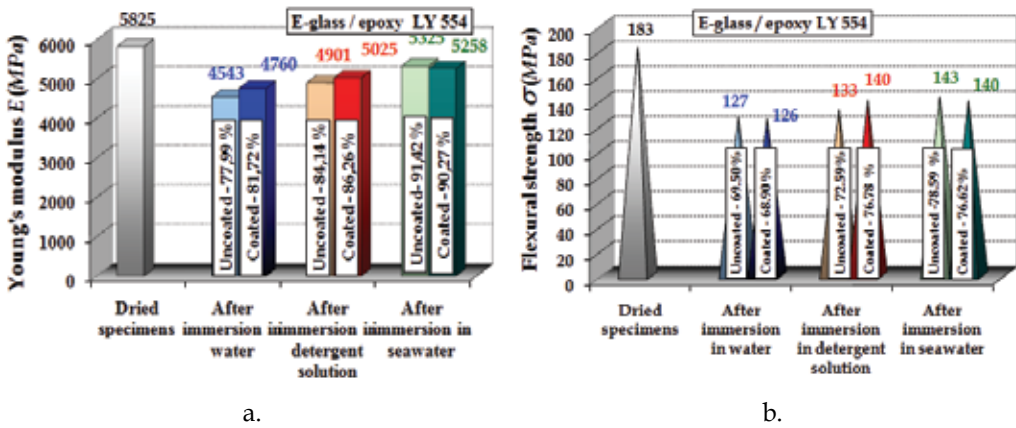 5825
E-glass / epoxy LY 554
Young's modulus E (MPa)
6000
5000
4000
3000
2000
1000
0
4543
4760
4901
5025
5325
5258
Uncoated -77,99 %
Coated -81,72 %
Uncoated -84,14 %
Coated -86,26 %
Uncoated -91,42 %
Coated -90,27 %
Dried
specimens
After
immersion in
water
After
immersion in
detergent
solution
After
immersion in
seawater
a.
E-glass / epoxy LY 554
Flexural strength σ (MPa)
200
180
160
140
120
100
80
60
40
20
0
183
127
126
133
140
143
140
Uncoated - 69.50 %
Coated - 68.90 %
Uncoated - 72.59 %
Coated - 76.78 %
Uncoated -78.59 %
Coated - 76.62 %
Dried
specimens
After
immersion
in water
After
immersion
in detergent
solution
After
immersion
in seawater
b.